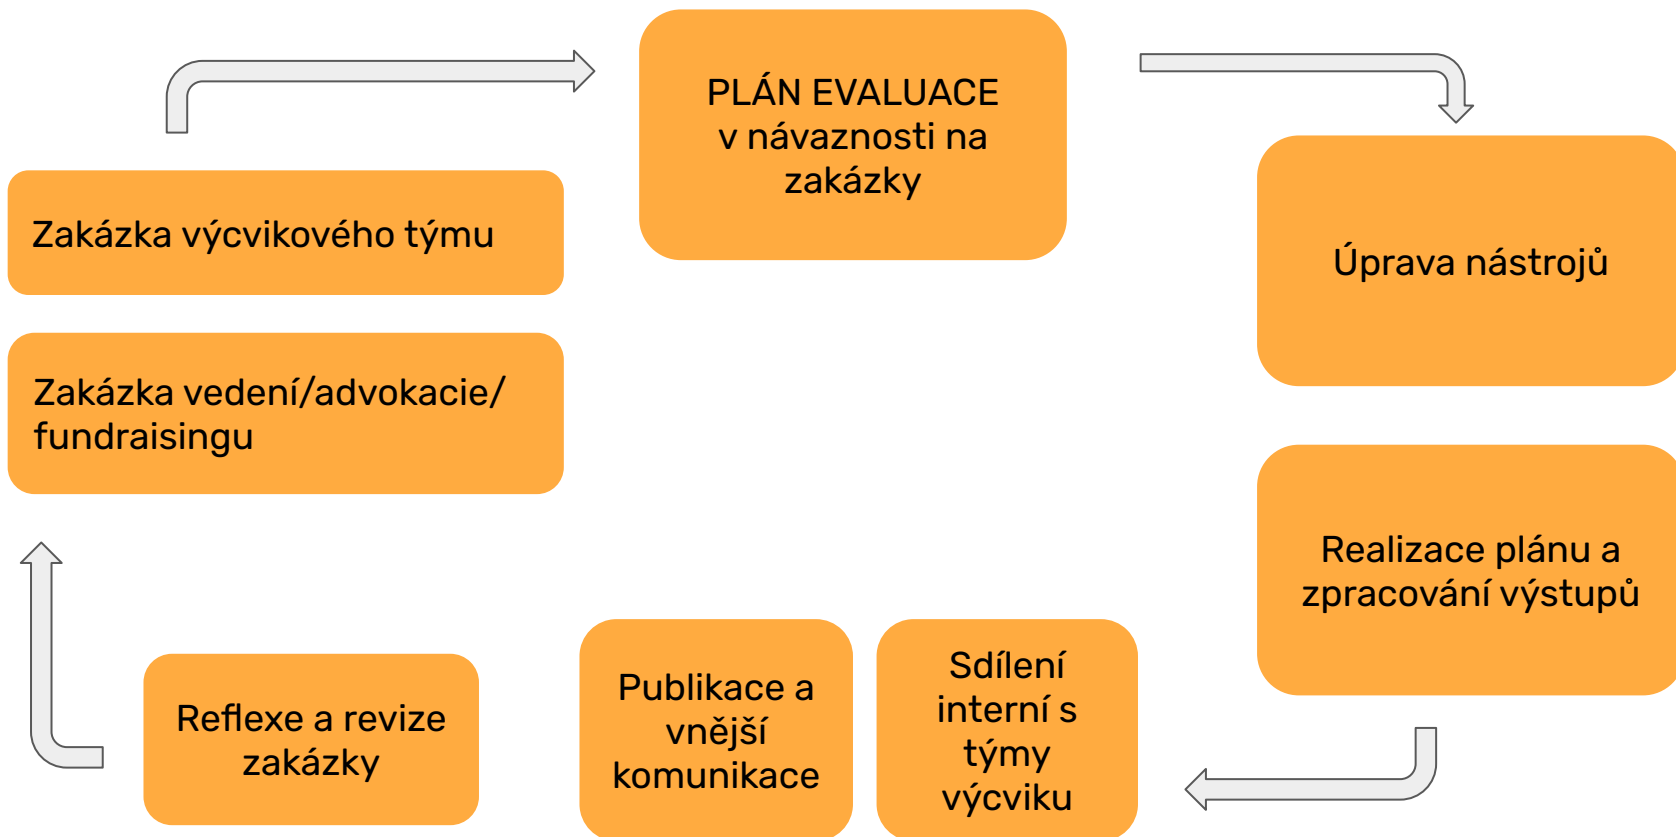 PLÁN EVALUACE
v návaznosti na
zakázky
Zakázka výcvikového týmu
Úprava nástrojů
Zakázka vedení/advokacie/
fundraisingu
Realizace plánu a
zpracování výstupů
Sdílení
interní s
týmy
výcviku
Publikace a
vnější
komunikace
Reflexe a revize
zakázky